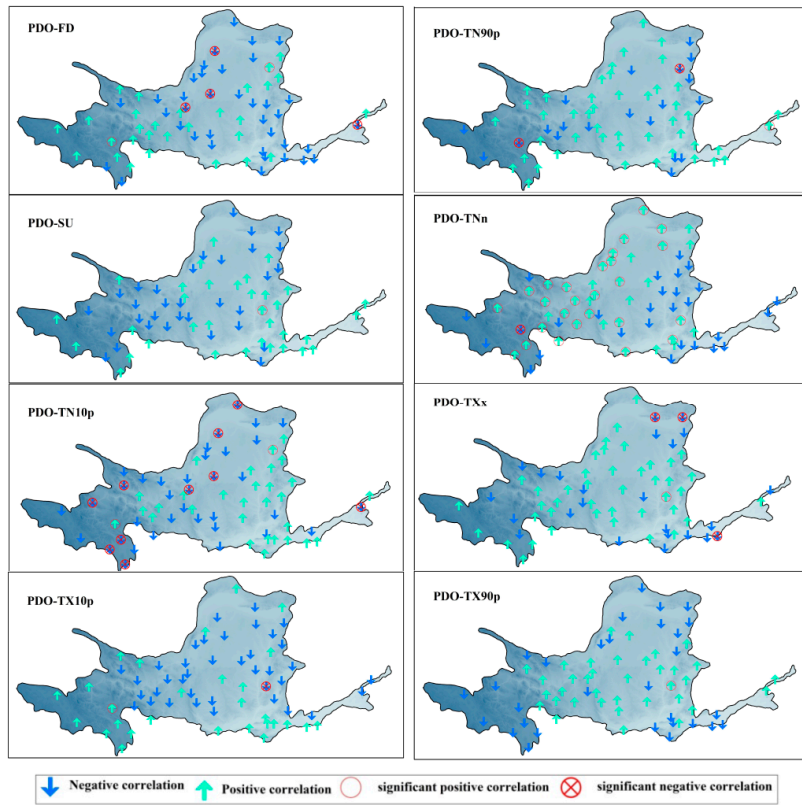 PDO-FD
PDO-TN90p
PDO-SU
PDO-TNn
PDO-TN10p
PDO-TXx
PDO-TX10p
PDO-TX90p
Negative correlation Positive correlation significant positive correlation significant negative correlation